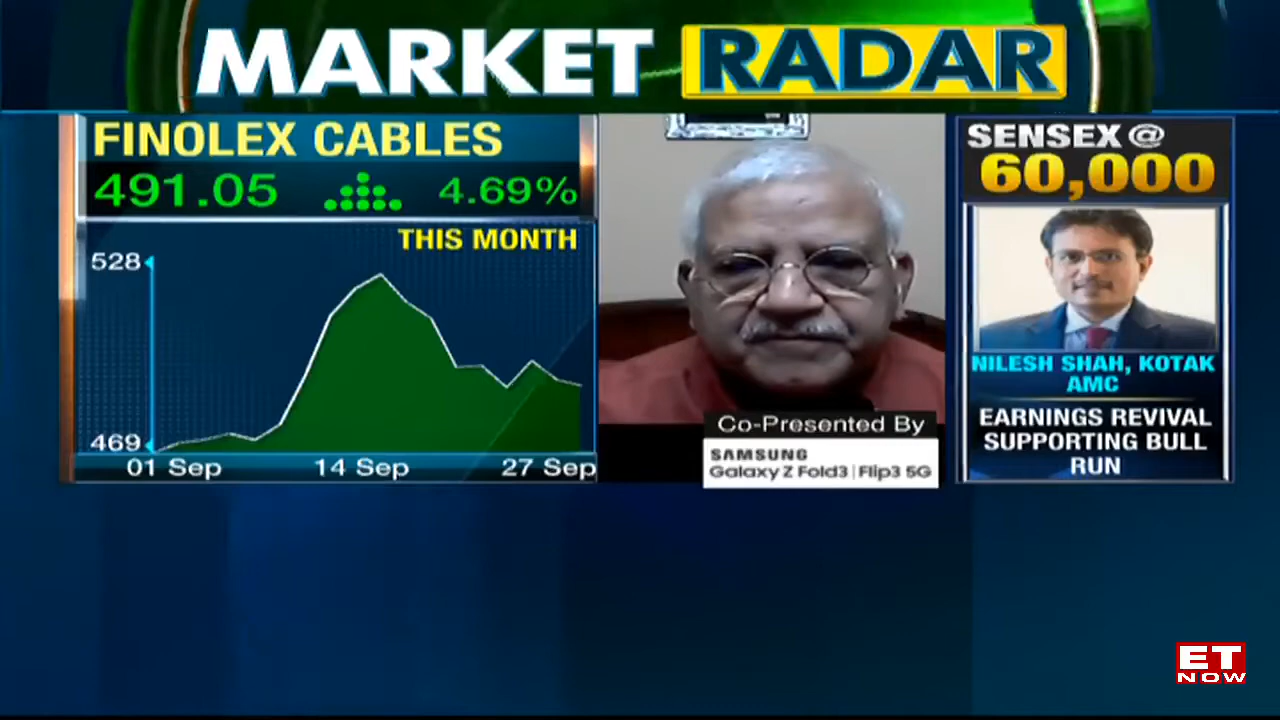 MARKET RADAR
FINOLEX CABLES
491.05 4.69%
THIS MONTH
528
469
01 Sep 14 Sep 27 Sep
Co-Presented By
SAMSUNG
Galaxy Z Fold3 | Flip3 5G
SENSEX@
60,000
NILESH SHAH, KOTAK
AMC
EARNINGS REVIVAL
SUPPORTING BULL
RUN
ET
NOW